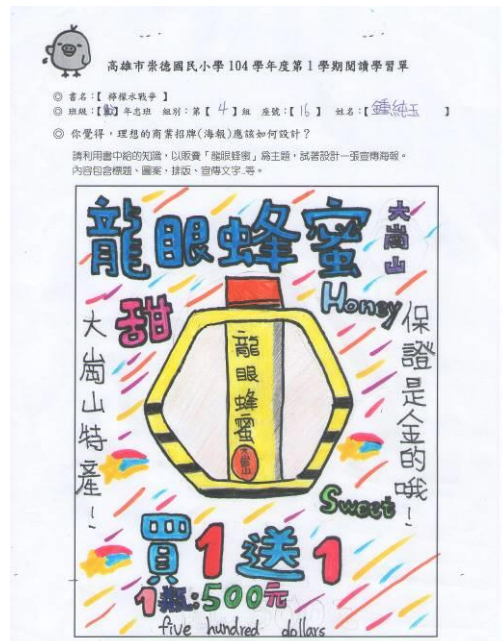 高雄市崇德國民小學 104 學年度第 1 學期閱讀學習單
◎ 書名:【 檸檬水戰爭 】
◎ 班級:【 】年忠班 組別:第【 4 】組 座號:【 16 】 姓名:【 鍾純玉 】
◎ 你覺得,理想的商業招牌(海報)應該如何設計?
請利用書中給的知識,以販賣「龍眼蜂蜜」為主題,試著設計一張宣傳海報。
內容包含標題、圖案、排版、宣傳文字..等。
龍眼蜂蜜
大崗山
甜
Honey
大崗山特產!
龍眼蜂蜜
大崗山
保證是金的哦!
Sweet
買1送1
1瓶:500元
five hundred dollars